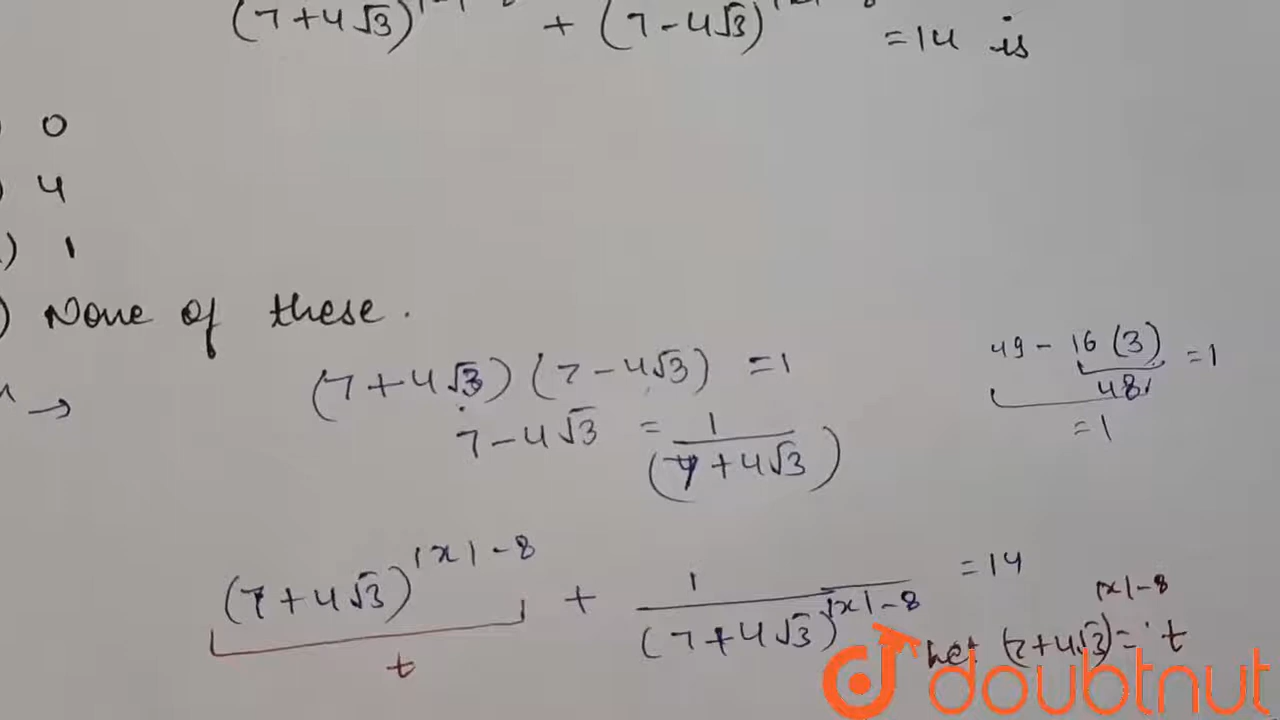 (7+4√3) + (7-4√3) =14 is
0
4
) 1
) None of these.
(7+4√3)(7-4√3) =1
49-16(3) =1
48
=1
7-4√3 = 1/(7+4√3)
(7+4√3)^{|x|-8} + 1/(7+4√3)^{|x|-8} =14
t
let (7+4√3)^{|x|-8} = t
doubtnut